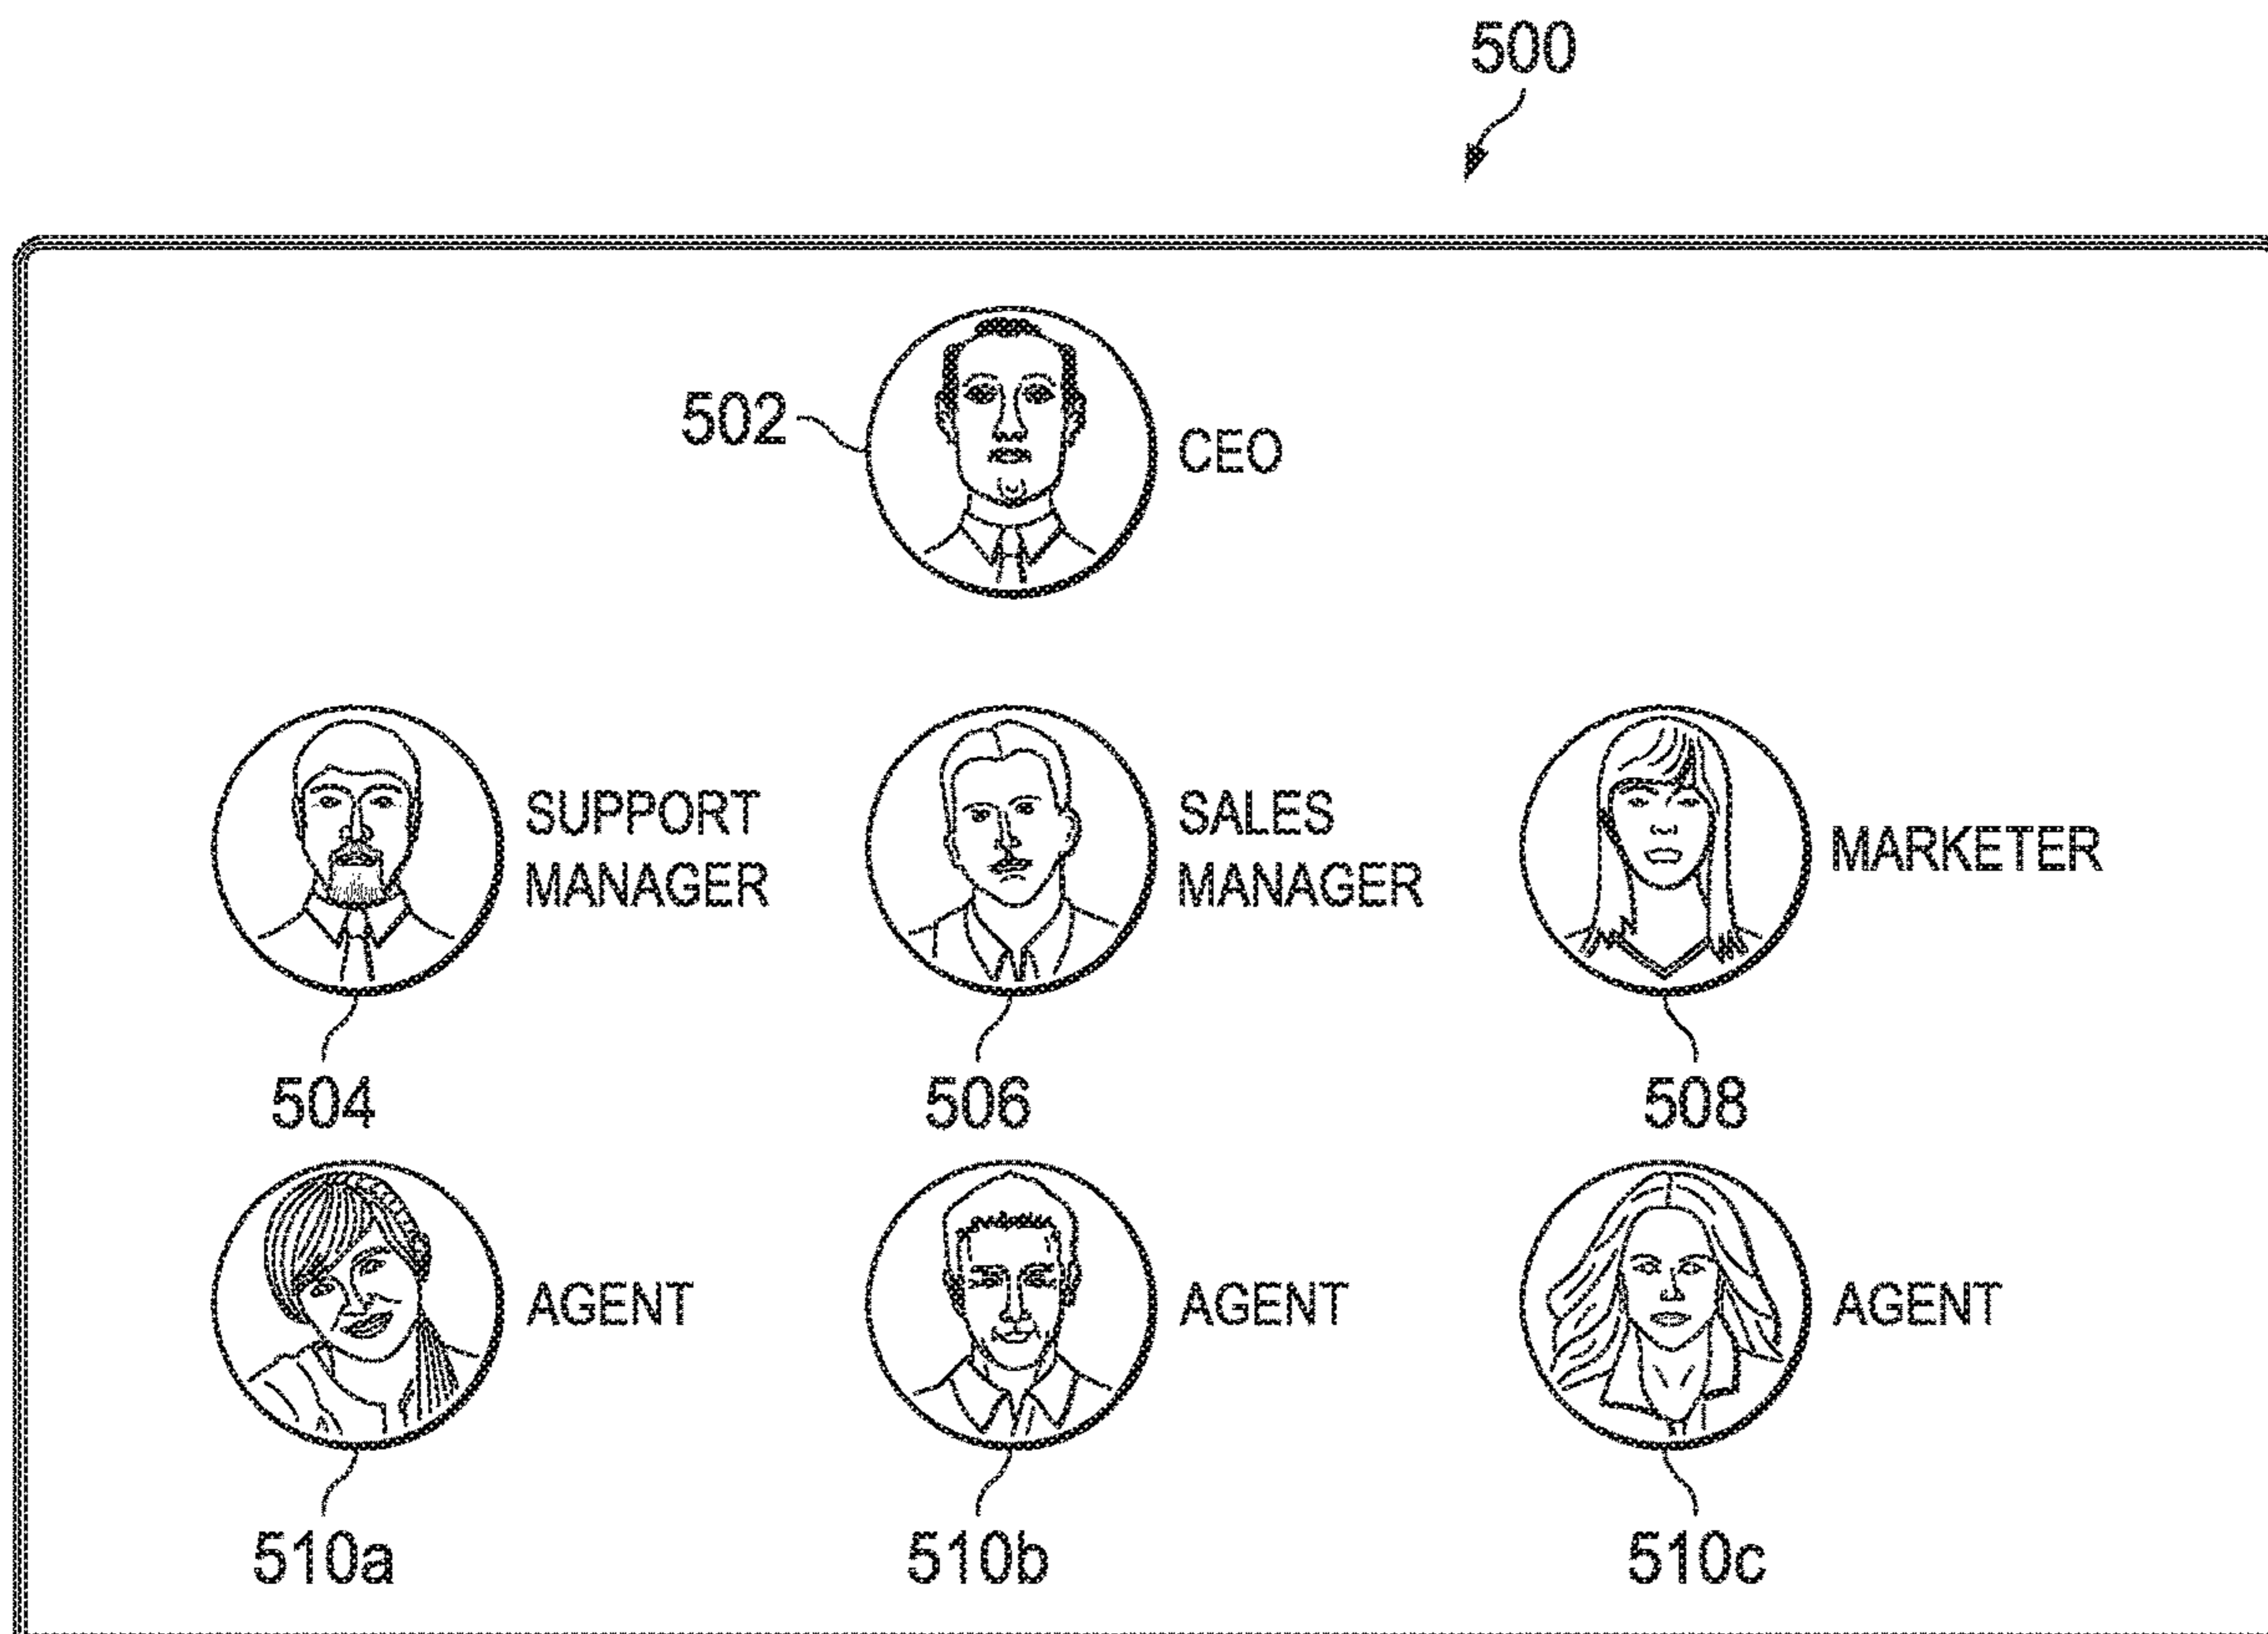 500
502
CEO
SUPPORT
MANAGER
SALES
MANAGER
MARKETER
504
506
508
AGENT
AGENT
AGENT
510a
510b
510c